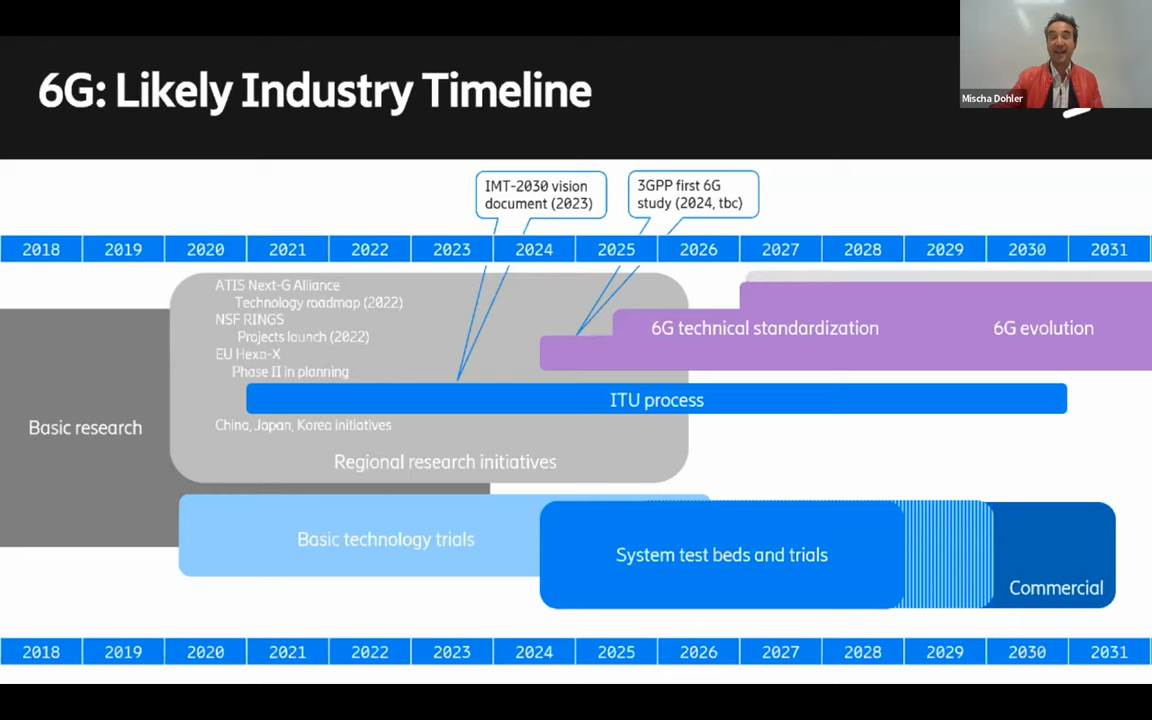 6G: Likely Industry Timeline
Mischa Dohler
IMT-2030 vision
document (2023)
3GPP first 6G
study (2024, tbc)
2018 2019 2020 2021 2022 2023 2024 2025 2026 2027 2028 2029 2030 2031
ATIS Next-G Alliance
Technology roadmap (2022)
NSF RINGS
Projects launch (2022)
EU Hexa-X
Phase II in planning
6G technical standardization
6G evolution
ITU process
China, Japan, Korea initiatives
Basic research
Regional research initiatives
Basic technology trials
System test beds and trials
Commercial
2018 2019 2020 2021 2022 2023 2024 2025 2026 2027 2028 2029 2030 2031